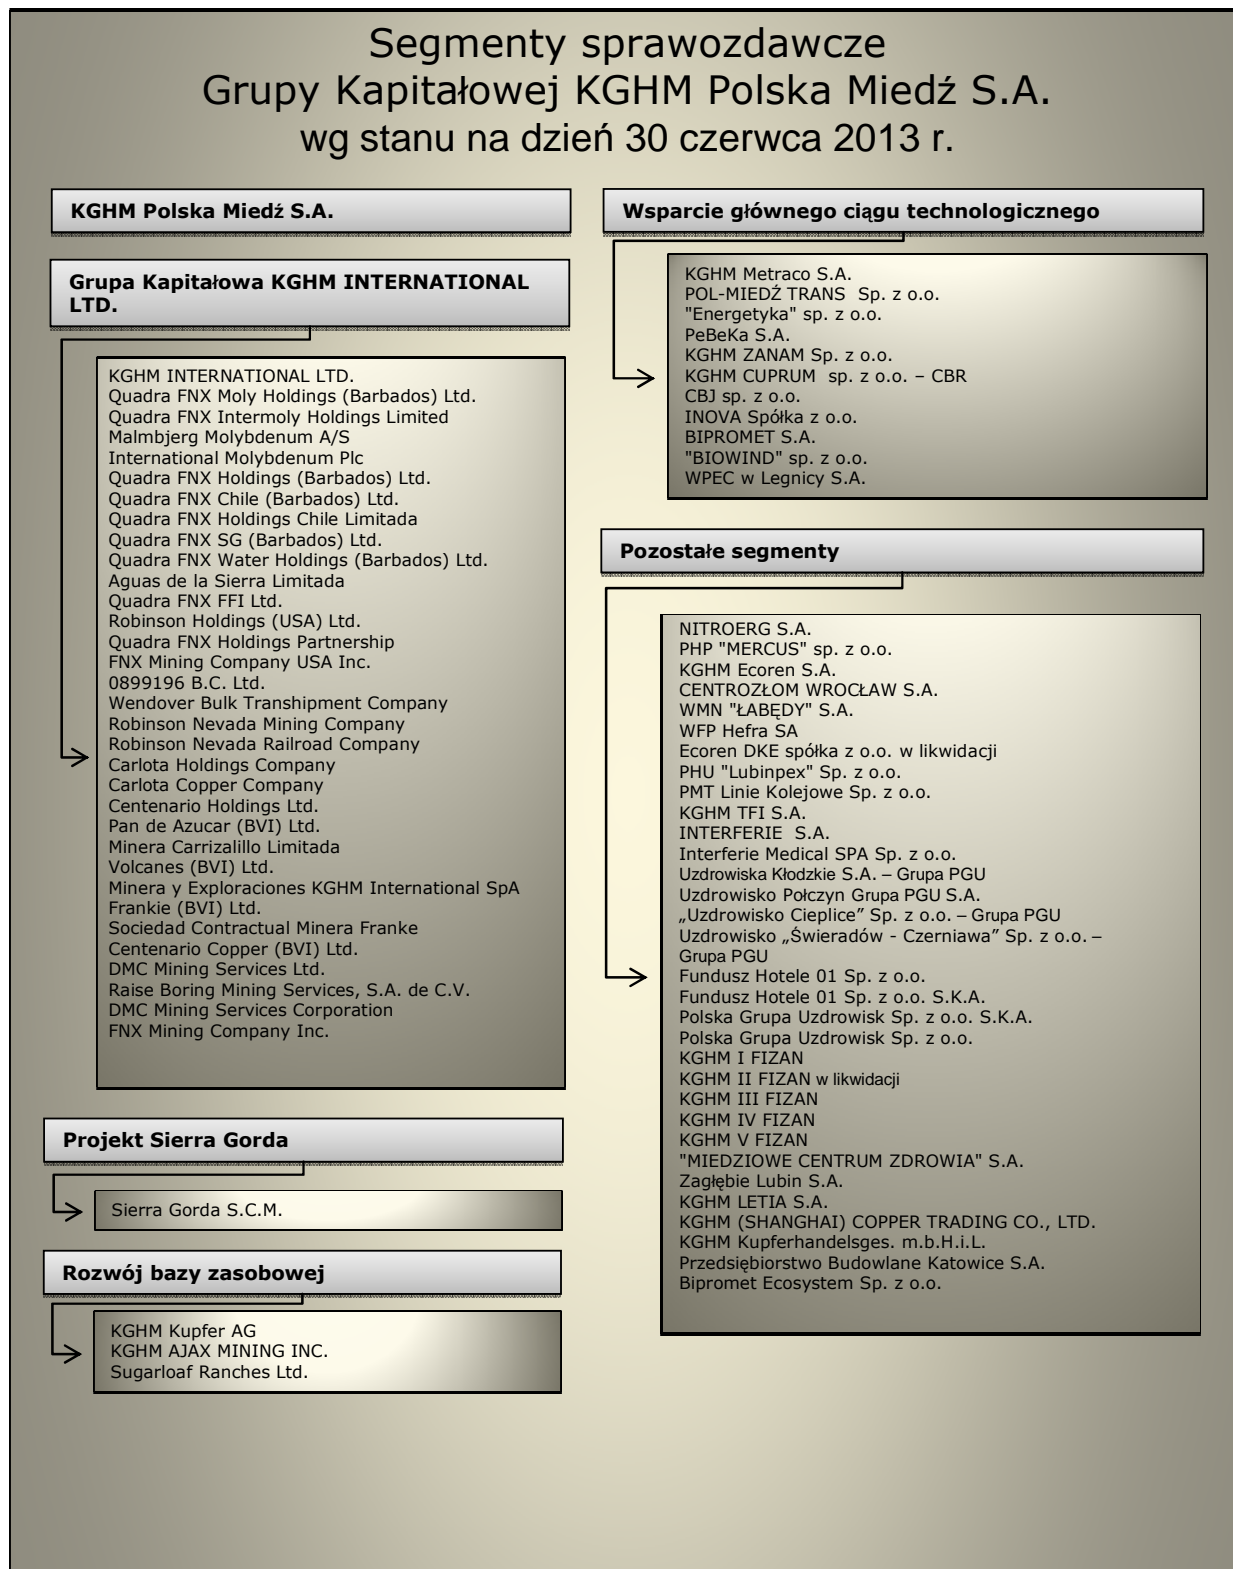 Segmenty sprawozdawcze
Grupy Kapitałowej KGHM Polska Miedź S.A.
wg stanu na dzień 30 czerwca 2013 r.
KGHM Polska Miedź S.A.
Grupa Kapitałowa KGHM INTERNATIONAL
LTD.
KGHM INTERNATIONAL LTD.
Quadra FNX Moly Holdings (Barbados) Ltd.
Quadra FNX Intermoly Holdings Limited
Malmbjerg Molybdenum A/S
International Molybdenum Plc
Quadra FNX Holdings (Barbados) Ltd.
Quadra FNX Chile (Barbados) Ltd.
Quadra FNX Holdings Chile Limitada
Quadra FNX SG (Barbados) Ltd.
Quadra FNX Water Holdings (Barbados) Ltd.
Aguas de la Sierra Limitada
Quadra FNX FFI Ltd.
Robinson Holdings (USA) Ltd.
Quadra FNX Holdings Partnership
FNX Mining Company USA Inc.
0899196 B.C. Ltd.
Wendover Bulk Transhipment Company
Robinson Nevada Mining Company
Robinson Nevada Railroad Company
Carlota Holdings Company
Carlota Copper Company
Centenario Holdings Ltd.
Pan de Azucar (BVI) Ltd.
Minera Carrizalillo Limitada
Volcanes (BVI) Ltd.
Minera y Exploraciones KGHM International SpA
Frankie (BVI) Ltd.
Sociedad Contractual Minera Franke
Centenario Copper (BVI) Ltd.
DMC Mining Services Ltd.
Raise Boring Mining Services, S.A. de C.V.
DMC Mining Services Corporation
FNX Mining Company Inc.
Projekt Sierra Gorda
Sierra Gorda S.C.M.
Rozwój bazy zasobowej
KGHM Kupfer AG
KGHM AJAX MINING INC.
Sugarloaf Ranches Ltd.
Wsparcie głównego ciągu technologicznego
KGHM Metraco S.A.
POL-MIEDŹ TRANS Sp. z o.o.
"Energetyka" sp. z o.o.
PeBeKa S.A.
KGHM ZANAM Sp. z o.o.
KGHM CUPRUM sp. z o.o. – CBR
CBJ sp. z o.o.
INOVA Spółka z o.o.
BIPROMET S.A.
"BIOWIND" sp. z o.o.
WPEC w Legnicy S.A.
Pozostałe segmenty
NITROERG S.A.
PHP "MERCUS" sp. z o.o.
KGHM Ecoren S.A.
CENTROZŁOM WROCŁAW S.A.
WMN "ŁABĘDY" S.A.
WFP Hefra SA
Ecoren DKE spółka z o.o. w likwidacji
PHU "Lubinpex" Sp. z o.o.
PMT Linie Kolejowe Sp. z o.o.
KGHM TFI S.A.
INTERFERIE S.A.
Interferie Medical SPA Sp. z o.o.
Uzdrowiska Kłodzkie S.A. – Grupa PGU
Uzdrowisko Połczyn Grupa PGU S.A.
„Uzdrowisko Cieplice” Sp. z o.o. – Grupa PGU
Uzdrowisko „Świeradów - Czerniawa” Sp. z o.o. –
Grupa PGU
Fundusz Hotele 01 Sp. z o.o.
Fundusz Hotele 01 Sp. z o.o. S.K.A.
Polska Grupa Uzdrowisk Sp. z o.o. S.K.A.
Polska Grupa Uzdrowisk Sp. z o.o.
KGHM I FIZAN
KGHM II FIZAN w likwidacji
KGHM III FIZAN
KGHM IV FIZAN
KGHM V FIZAN
"MIEDZIOWE CENTRUM ZDROWIA" S.A.
Zagłębie Lubin S.A.
KGHM LETIA S.A.
KGHM (SHANGHAI) COPPER TRADING CO., LTD.
KGHM Kupferhandelsges. m.b.H.i.L.
Przedsiębiorstwo Budowlane Katowice S.A.
Bipromet Ecosystem Sp. z o.o.